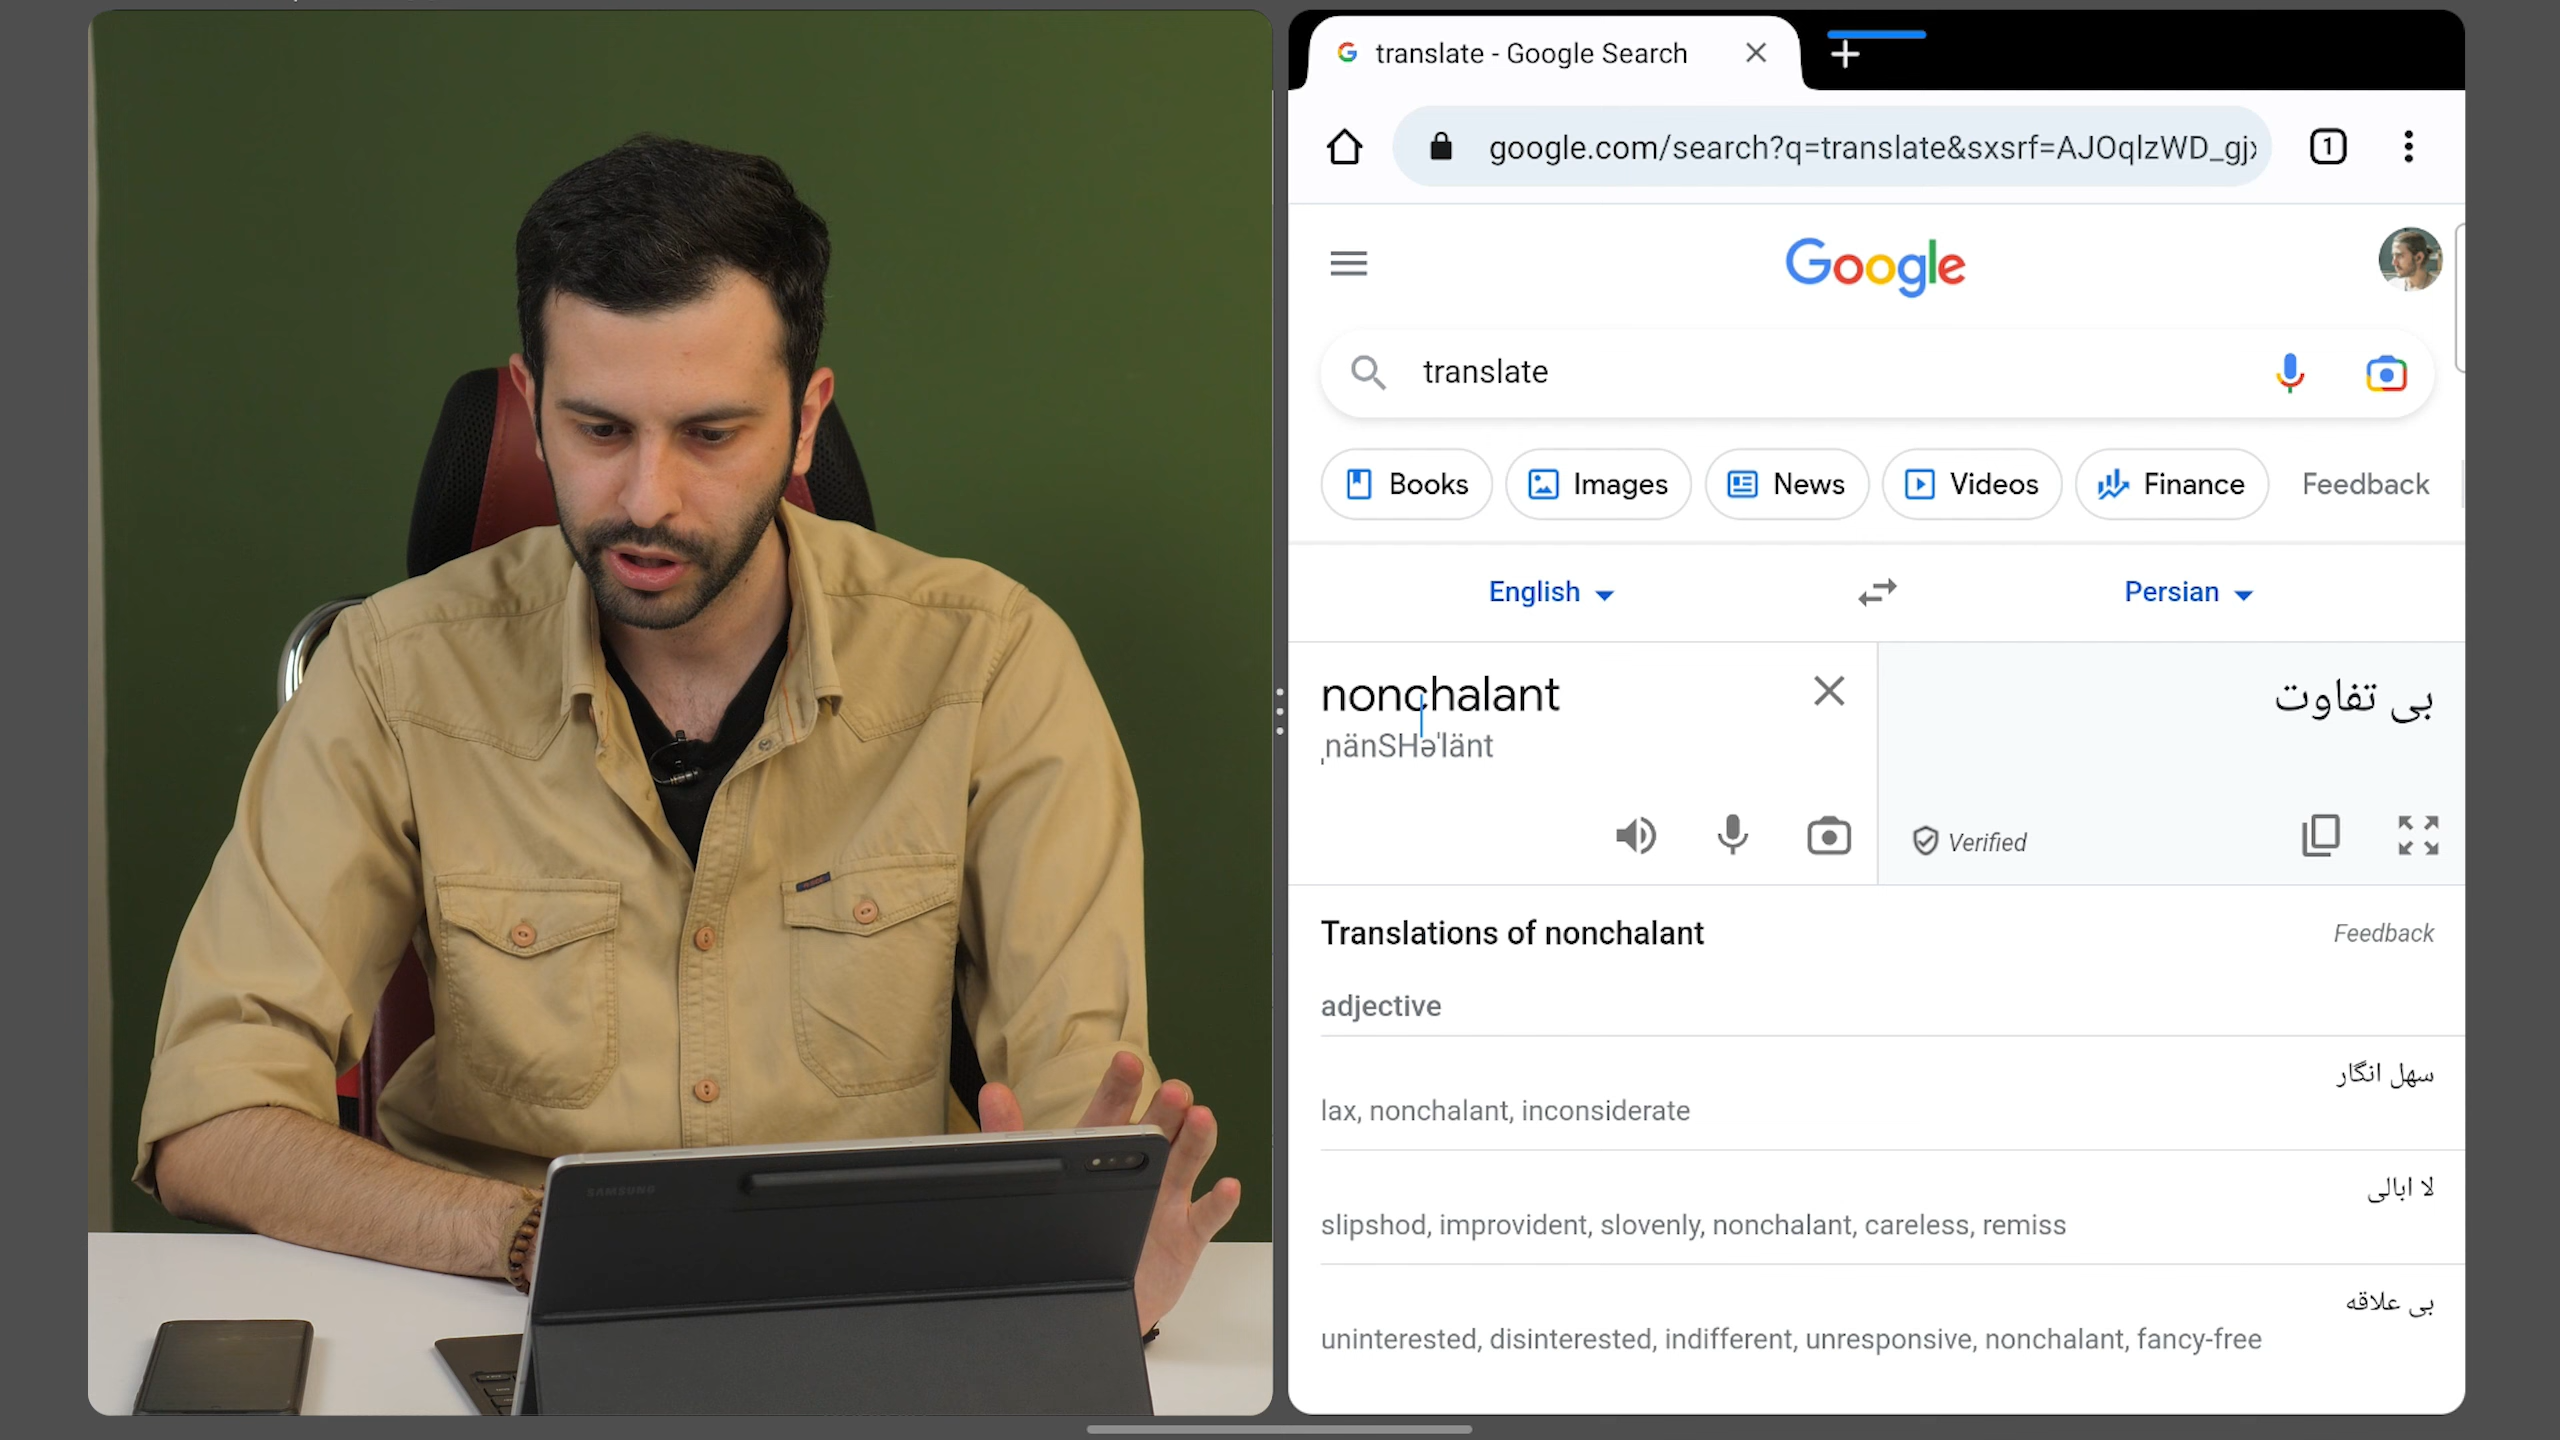 SAMSUNG
translate - Google Search
google.com/search?q=translate&sxsrf=AJOqlzWD_gj
1
Google
translate
Books
Images
News
Videos
Finance
Feedback
English
Persian
nonchalant
ˌnänSHəˈlänt
بی تفاوت
Verified
Translations of nonchalant
Feedback
adjective
سهل انگار
lax, nonchalant, inconsiderate
لا ابالی
slipshod, improvident, slovenly, nonchalant, careless, remiss
بی علاقه
uninterested, disinterested, indifferent, unresponsive, nonchalant, fancy-free